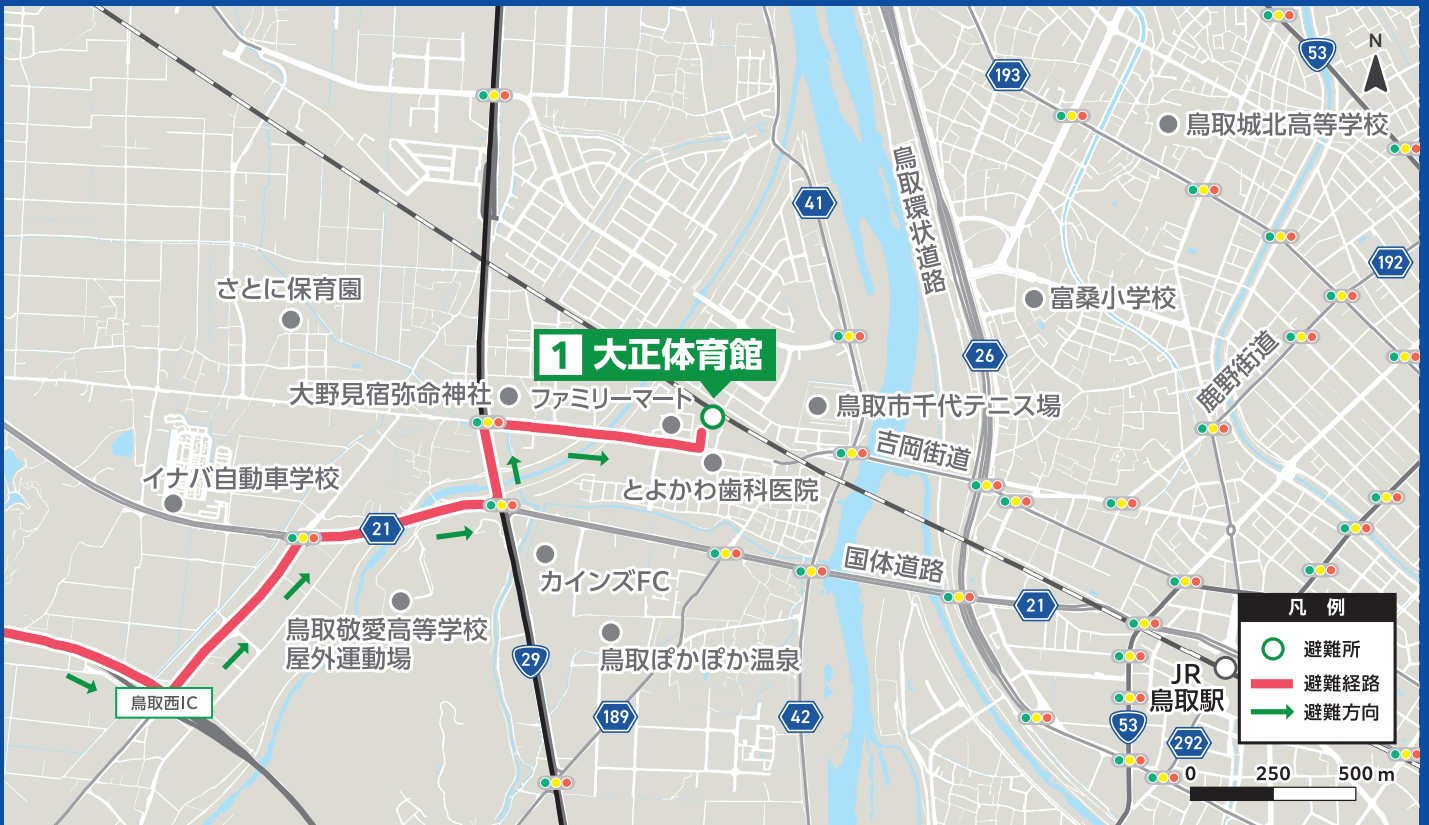 N
53
193
鳥取城北高等学校
鳥取環状道路
41
192
さとに保育園
富桑小学校
1 大正体育館
26
鹿野街道
大野見宿弥命神社
ファミリーマート
鳥取市千代テニス場
吉岡街道
イナバ自動車学校
とよかわ歯科医院
21
国体道路
カインズFC
21
鳥取敬愛高等学校
屋外運動場
29
鳥取ぽかぽか温泉
鳥取西IC
189
42
JR
鳥取駅
53
292
凡 例
避難所
避難経路
避難方向
0 250 500 m